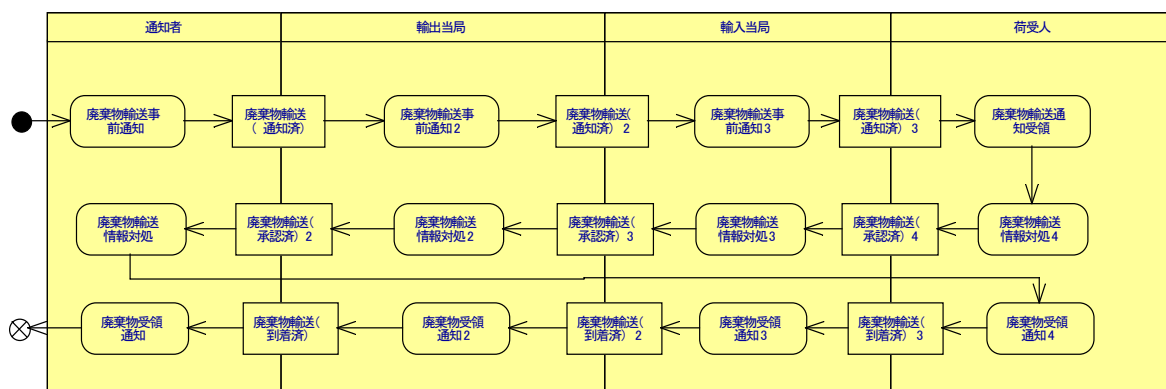 通知者
輸出当局
輸入当局
荷受人
廃棄物輸送事
前通知
廃棄物輸送
( 通知済)
廃棄物輸送事
前通知2
廃棄物輸送(
通知済) 2
廃棄物輸送事
前通知3
廃棄物輸送(
通知済) 3
廃棄物輸送通
知受領
廃棄物輸送
情報対処
廃棄物輸送(
承認済) 2
廃棄物輸送
情報対処2
廃棄物輸送(
承認済) 3
廃棄物輸送
情報対処3
廃棄物輸送(
承認済) 4
廃棄物輸送
情報対処4
廃棄物受領
通知
廃棄物輸送(
到着済)
廃棄物受領
通知2
廃棄物輸送(
到着済) 2
廃棄物受領
通知3
廃棄物輸送(
到着済) 3
廃棄物受領
通知4